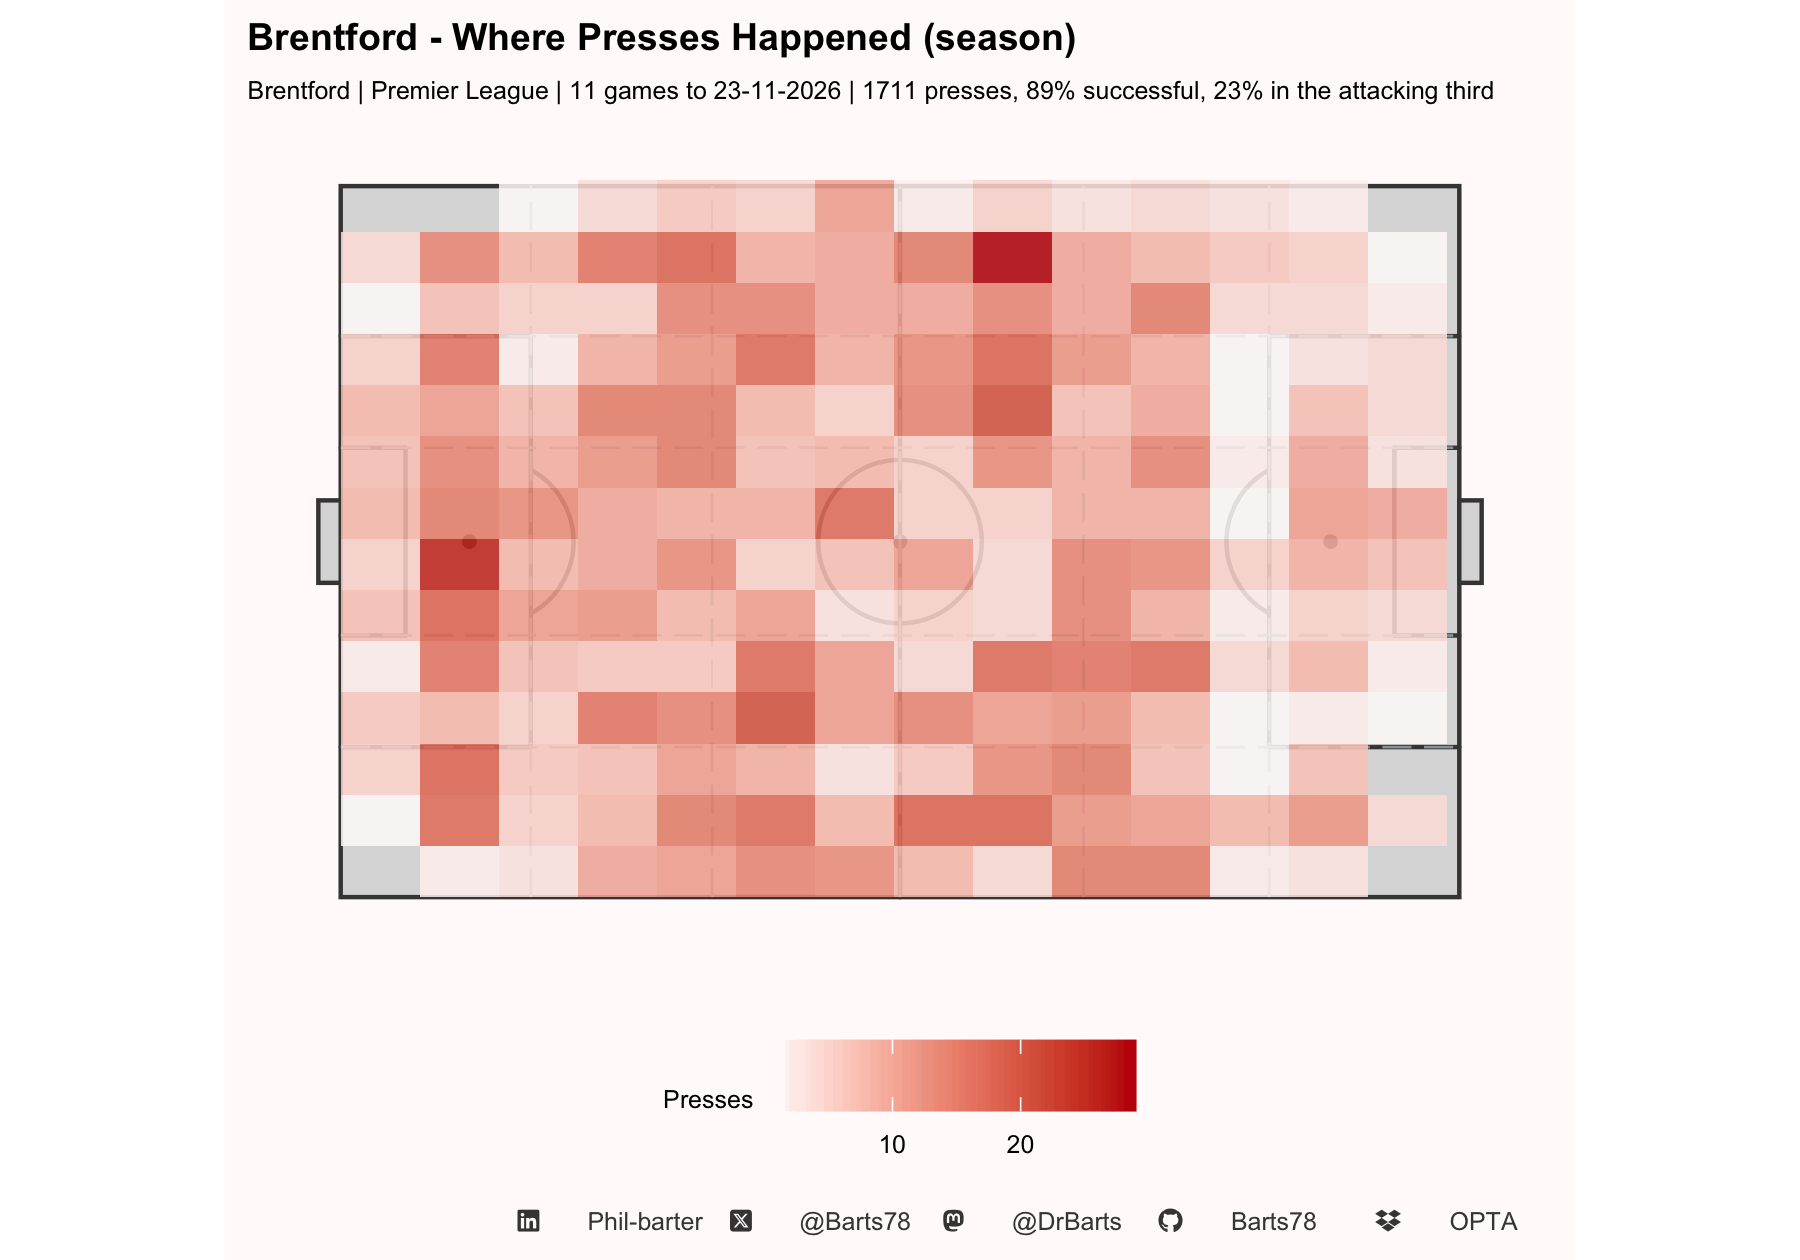 Brentford - Where Presses Happened (season)
Brentford | Premier League | 11 games to 23-11-2026 | 1711 presses, 89% successful, 23% in the attacking third
Presses
10 20
Phil-barter @Barts78 @DrBarts Barts78 OPTA